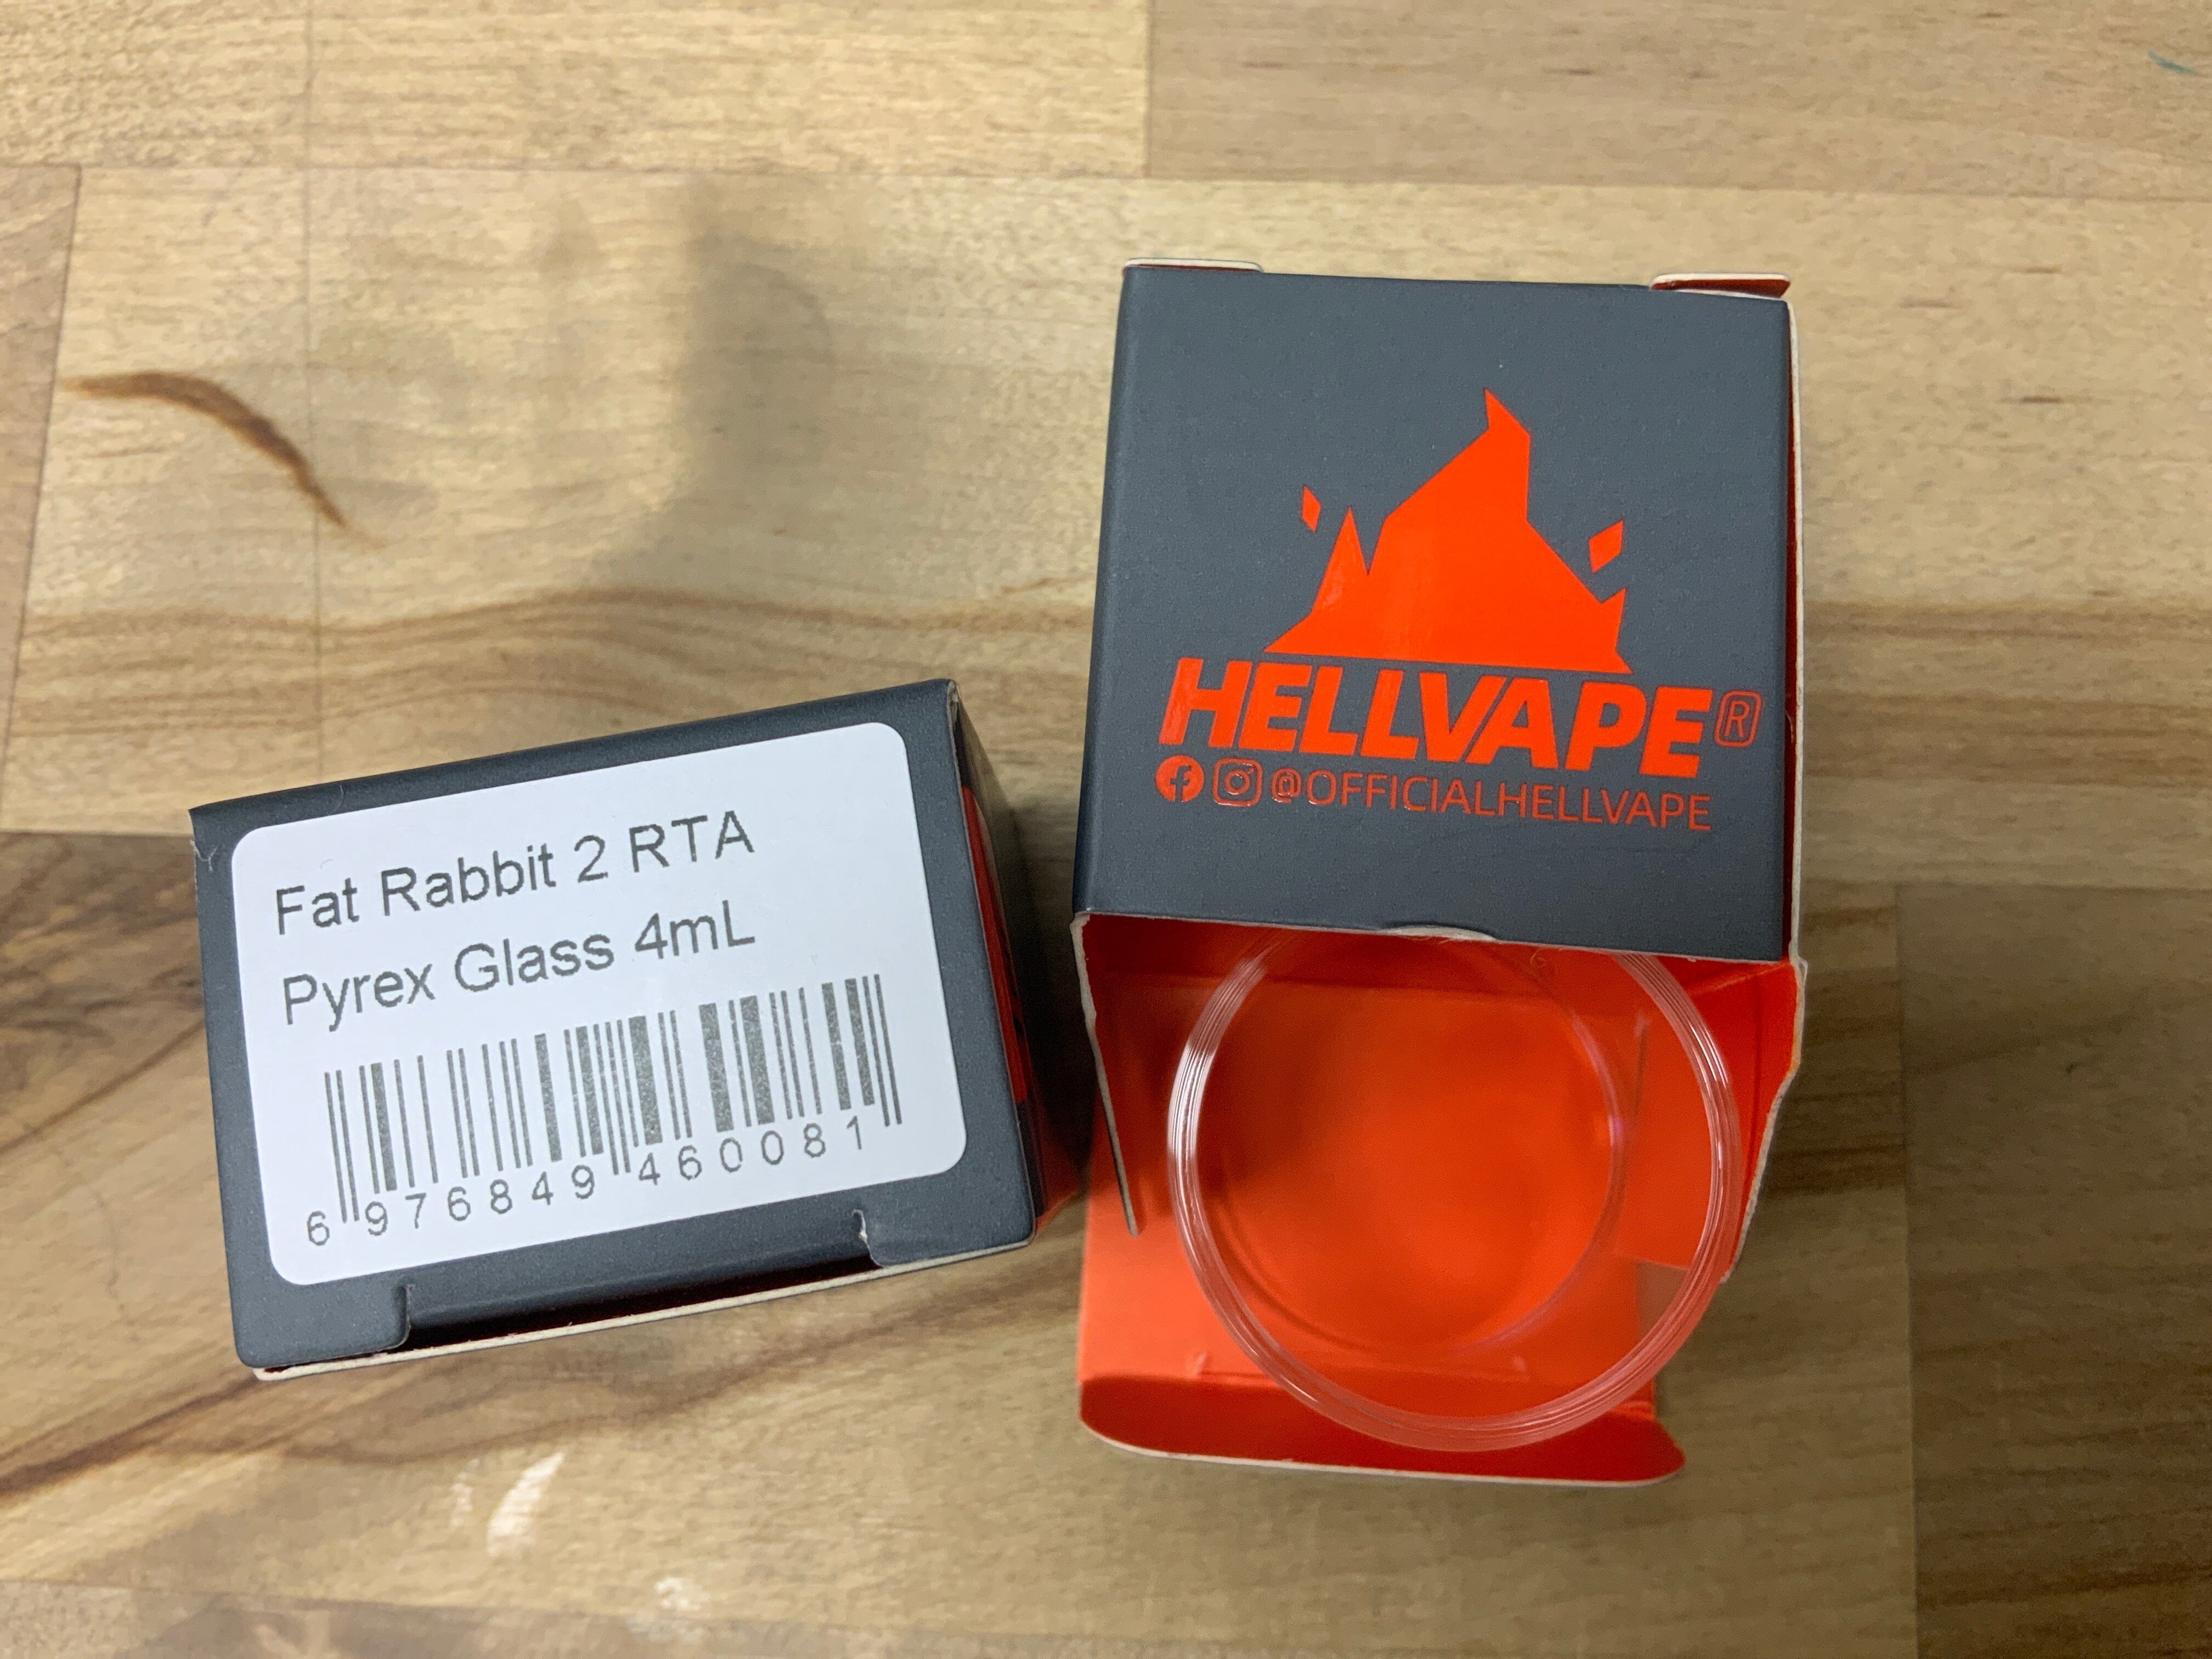 Fat Rabbit 2 RTA
Pyrex Glass 4mL
6 976849 460081
HELLVAPE®
@OFFICIALHELLVAPE